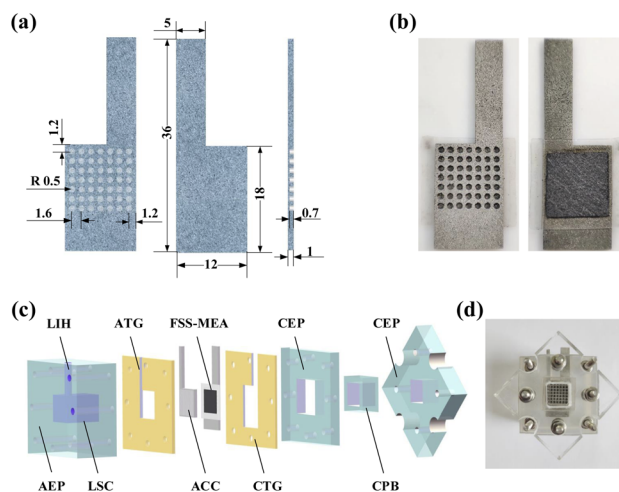 (a)
5
1.2
36
R 0.5
18
1.6
1.2
0.7
12
1
(b)
(c)
LIH
ATG
FSS-MEA
CEP
CEP
AEP
LSC
ACC
CTG
CPB
(d)